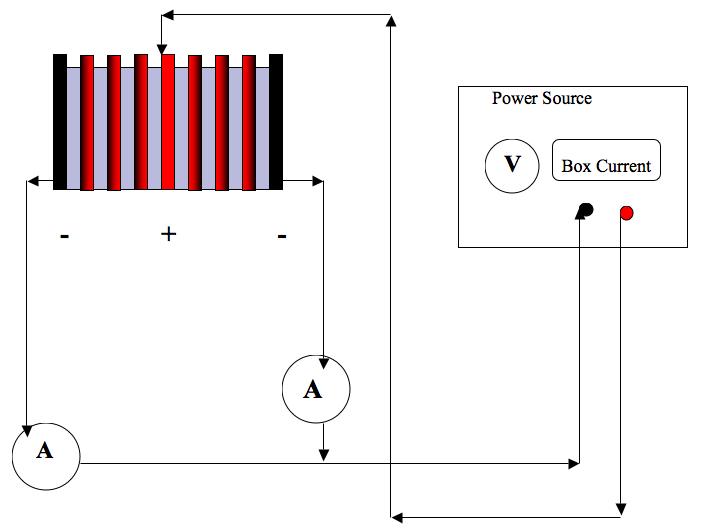 Power Source
V
Box Current
- + -
A
A